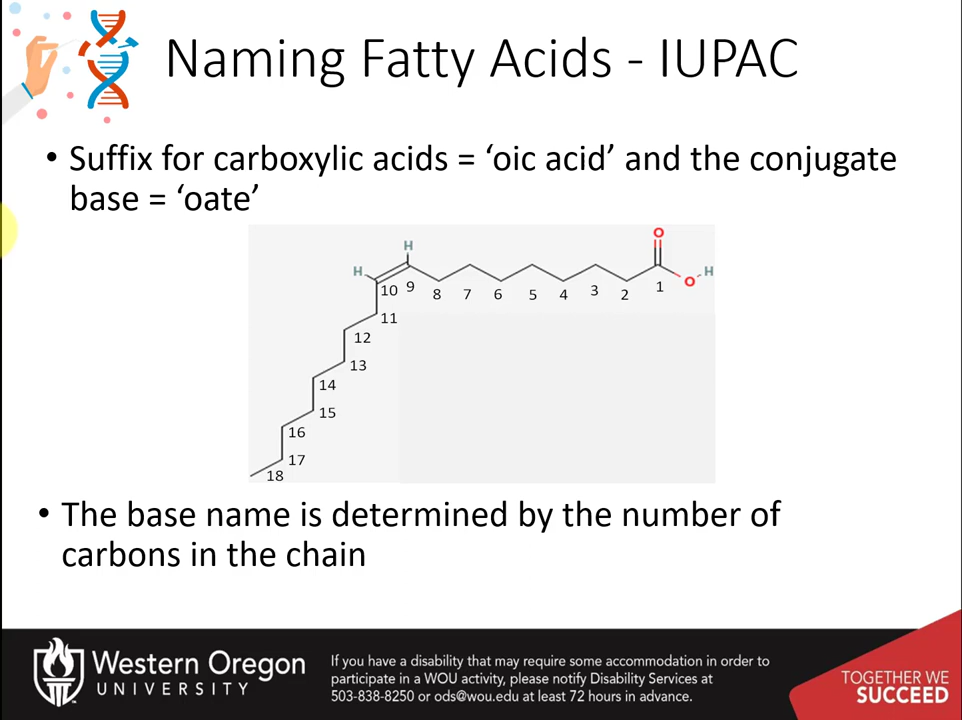 Naming Fatty Acids - IUPAC
• Suffix for carboxylic acids = ‘oic acid’ and the conjugate
base = ‘oate’
O
H
H O H
10 9 8 7 6 5 4 3 2 1
11
12
13
14
15
16
17
18
• The base name is determined by the number of
carbons in the chain
Western Oregon
UNIVERSITY
If you have a disability that may require some accommodation in order to
participate in a WOU activity, please notify Disability Services at
503-838-8250 or ods@wou.edu at least 72 hours in advance.
TOGETHER WE
SUCCEED